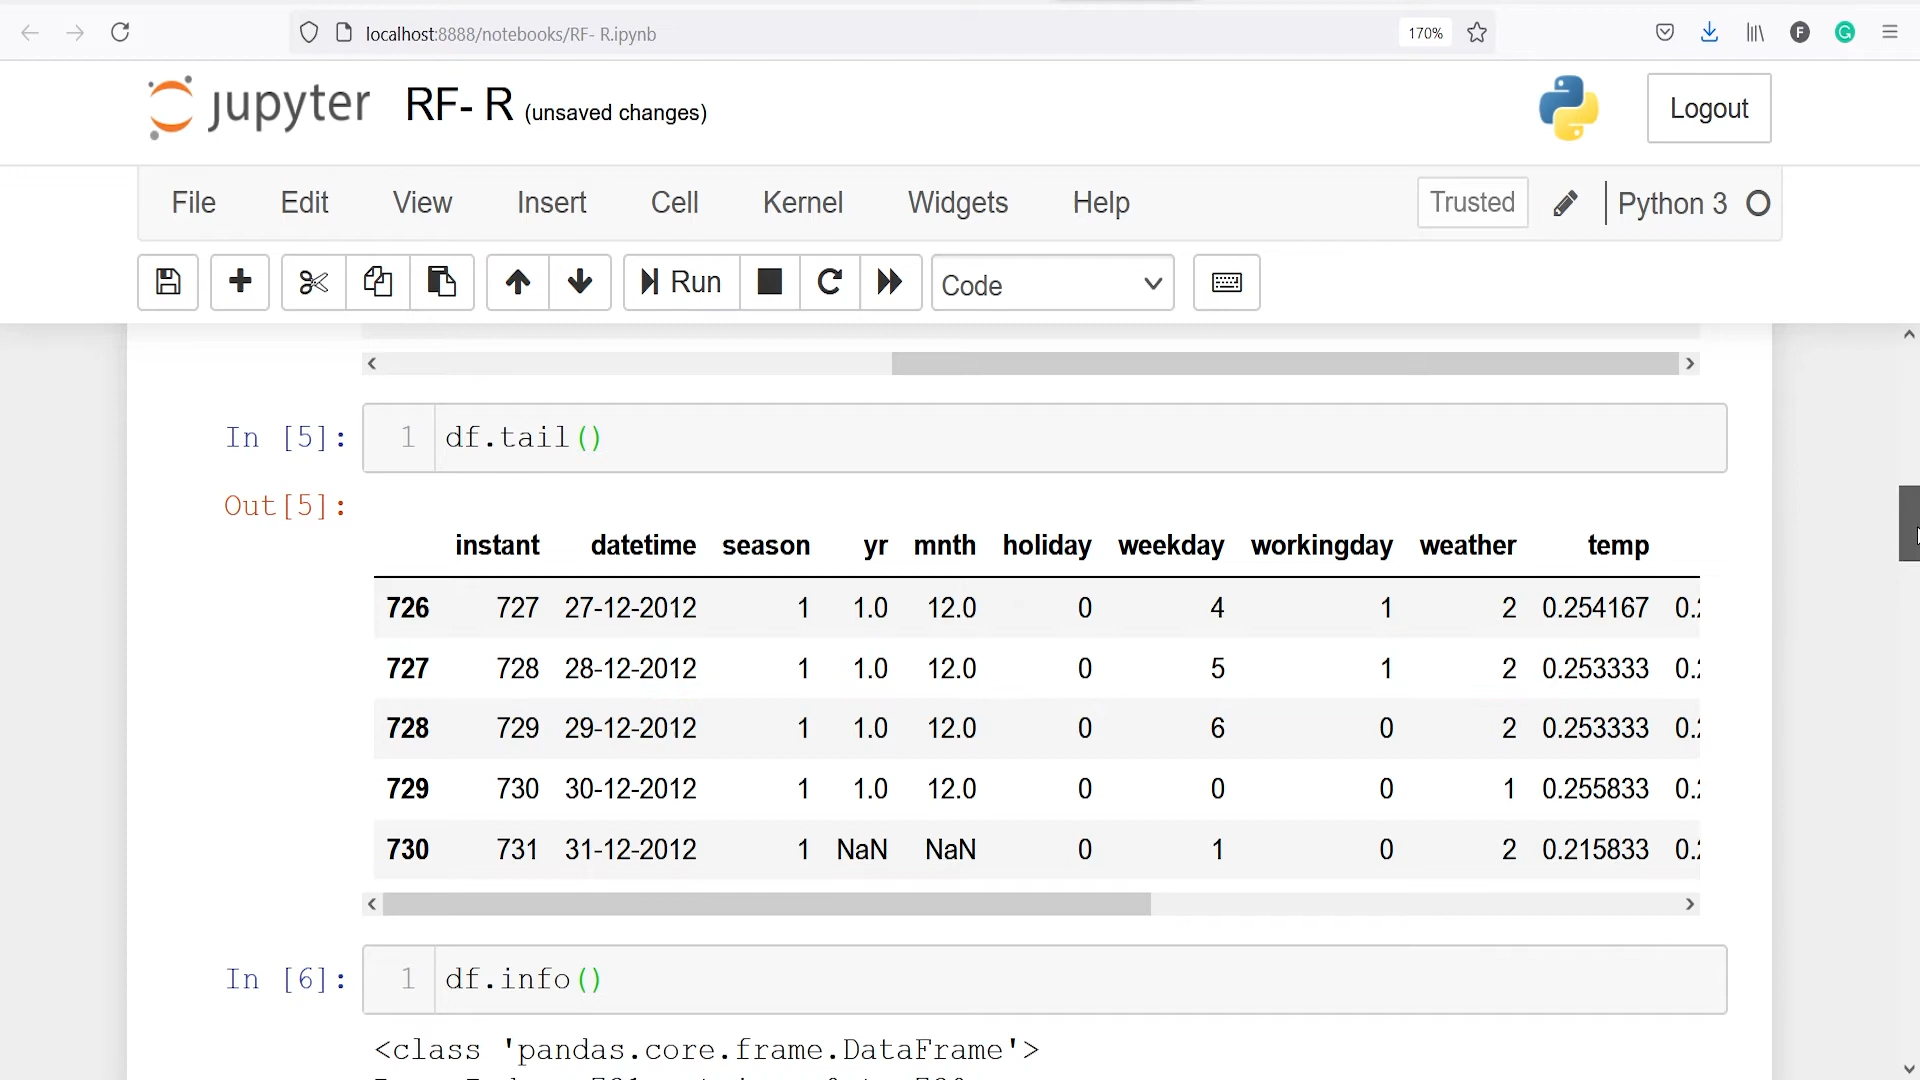 localhost:8888/notebooks/RF- R.ipynb 170%
jupyter RF- R (unsaved changes) Logout
File Edit View Insert Cell Kernel Widgets Help Trusted Python 3
Run Code
In [5]: 1 df.tail()
Out[5]:
instant datetime season yr mnth holiday weekday workingday weather temp
726 727 27-12-2012 1 1.0 12.0 0 4 1 2 0.254167
727 728 28-12-2012 1 1.0 12.0 0 5 1 2 0.253333
728 729 29-12-2012 1 1.0 12.0 0 6 0 2 0.253333
729 730 30-12-2012 1 1.0 12.0 0 0 0 1 0.255833
730 731 31-12-2012 1 NaN NaN 0 1 0 2 0.215833
In [6]: 1 df.info()
<class 'pandas.core.frame.DataFrame'>